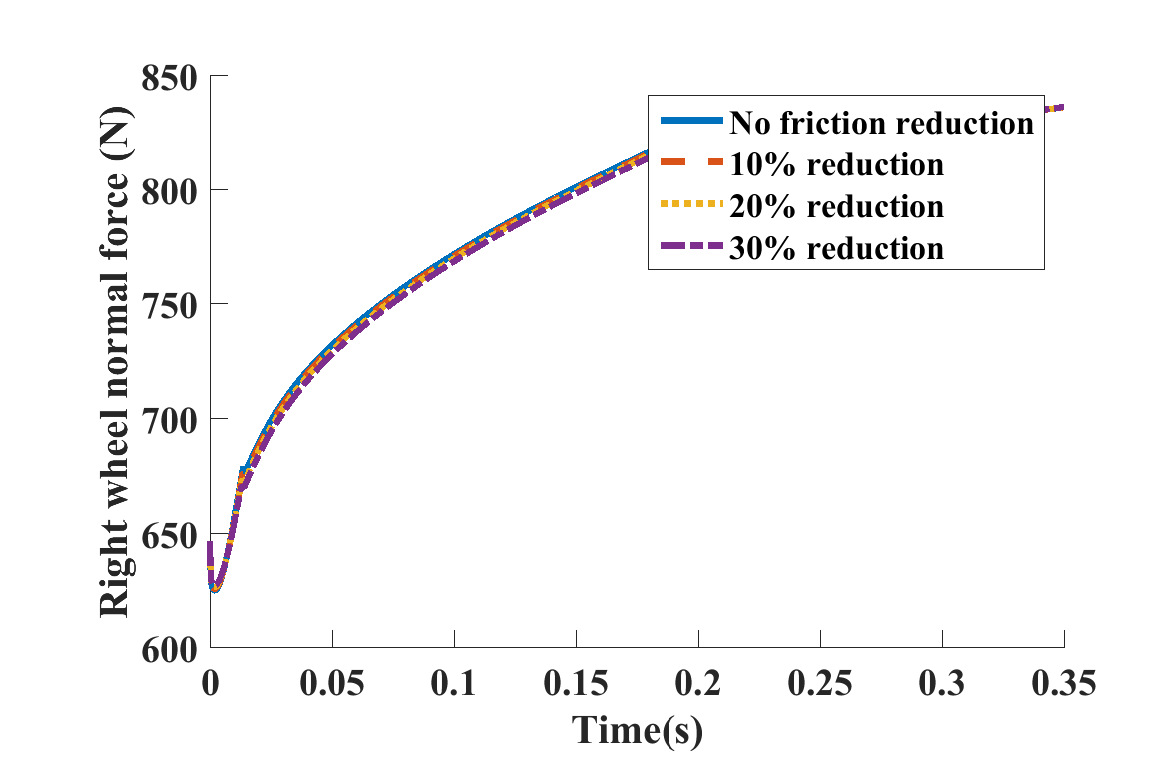 850
800
750
700
650
600
Right wheel normal force (N)
No friction reduction
10% reduction
20% reduction
30% reduction
0 0.05 0.1 0.15 0.2 0.25 0.3 0.35
Time(s)